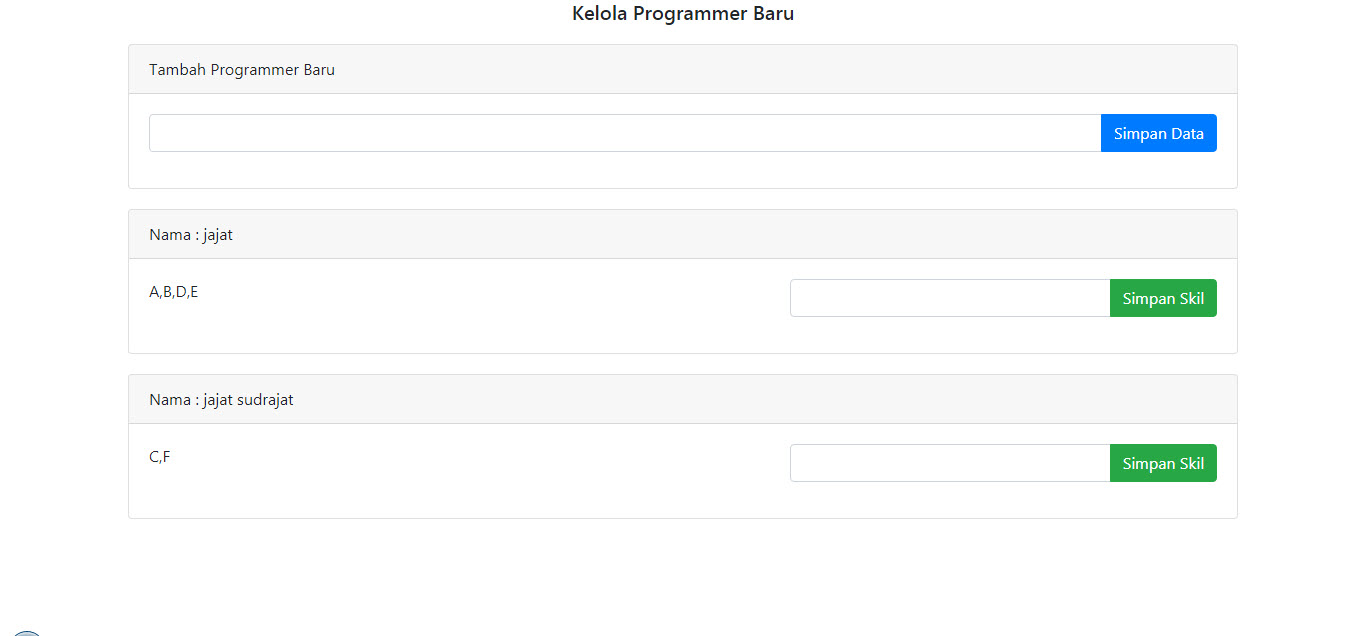 Kelola Programmer Baru
Tambah Programmer Baru
Simpan Data
Nama : jajat
A,B,D,E
Simpan Skil
Nama : jajat sudrajat
C,F
Simpan Skil